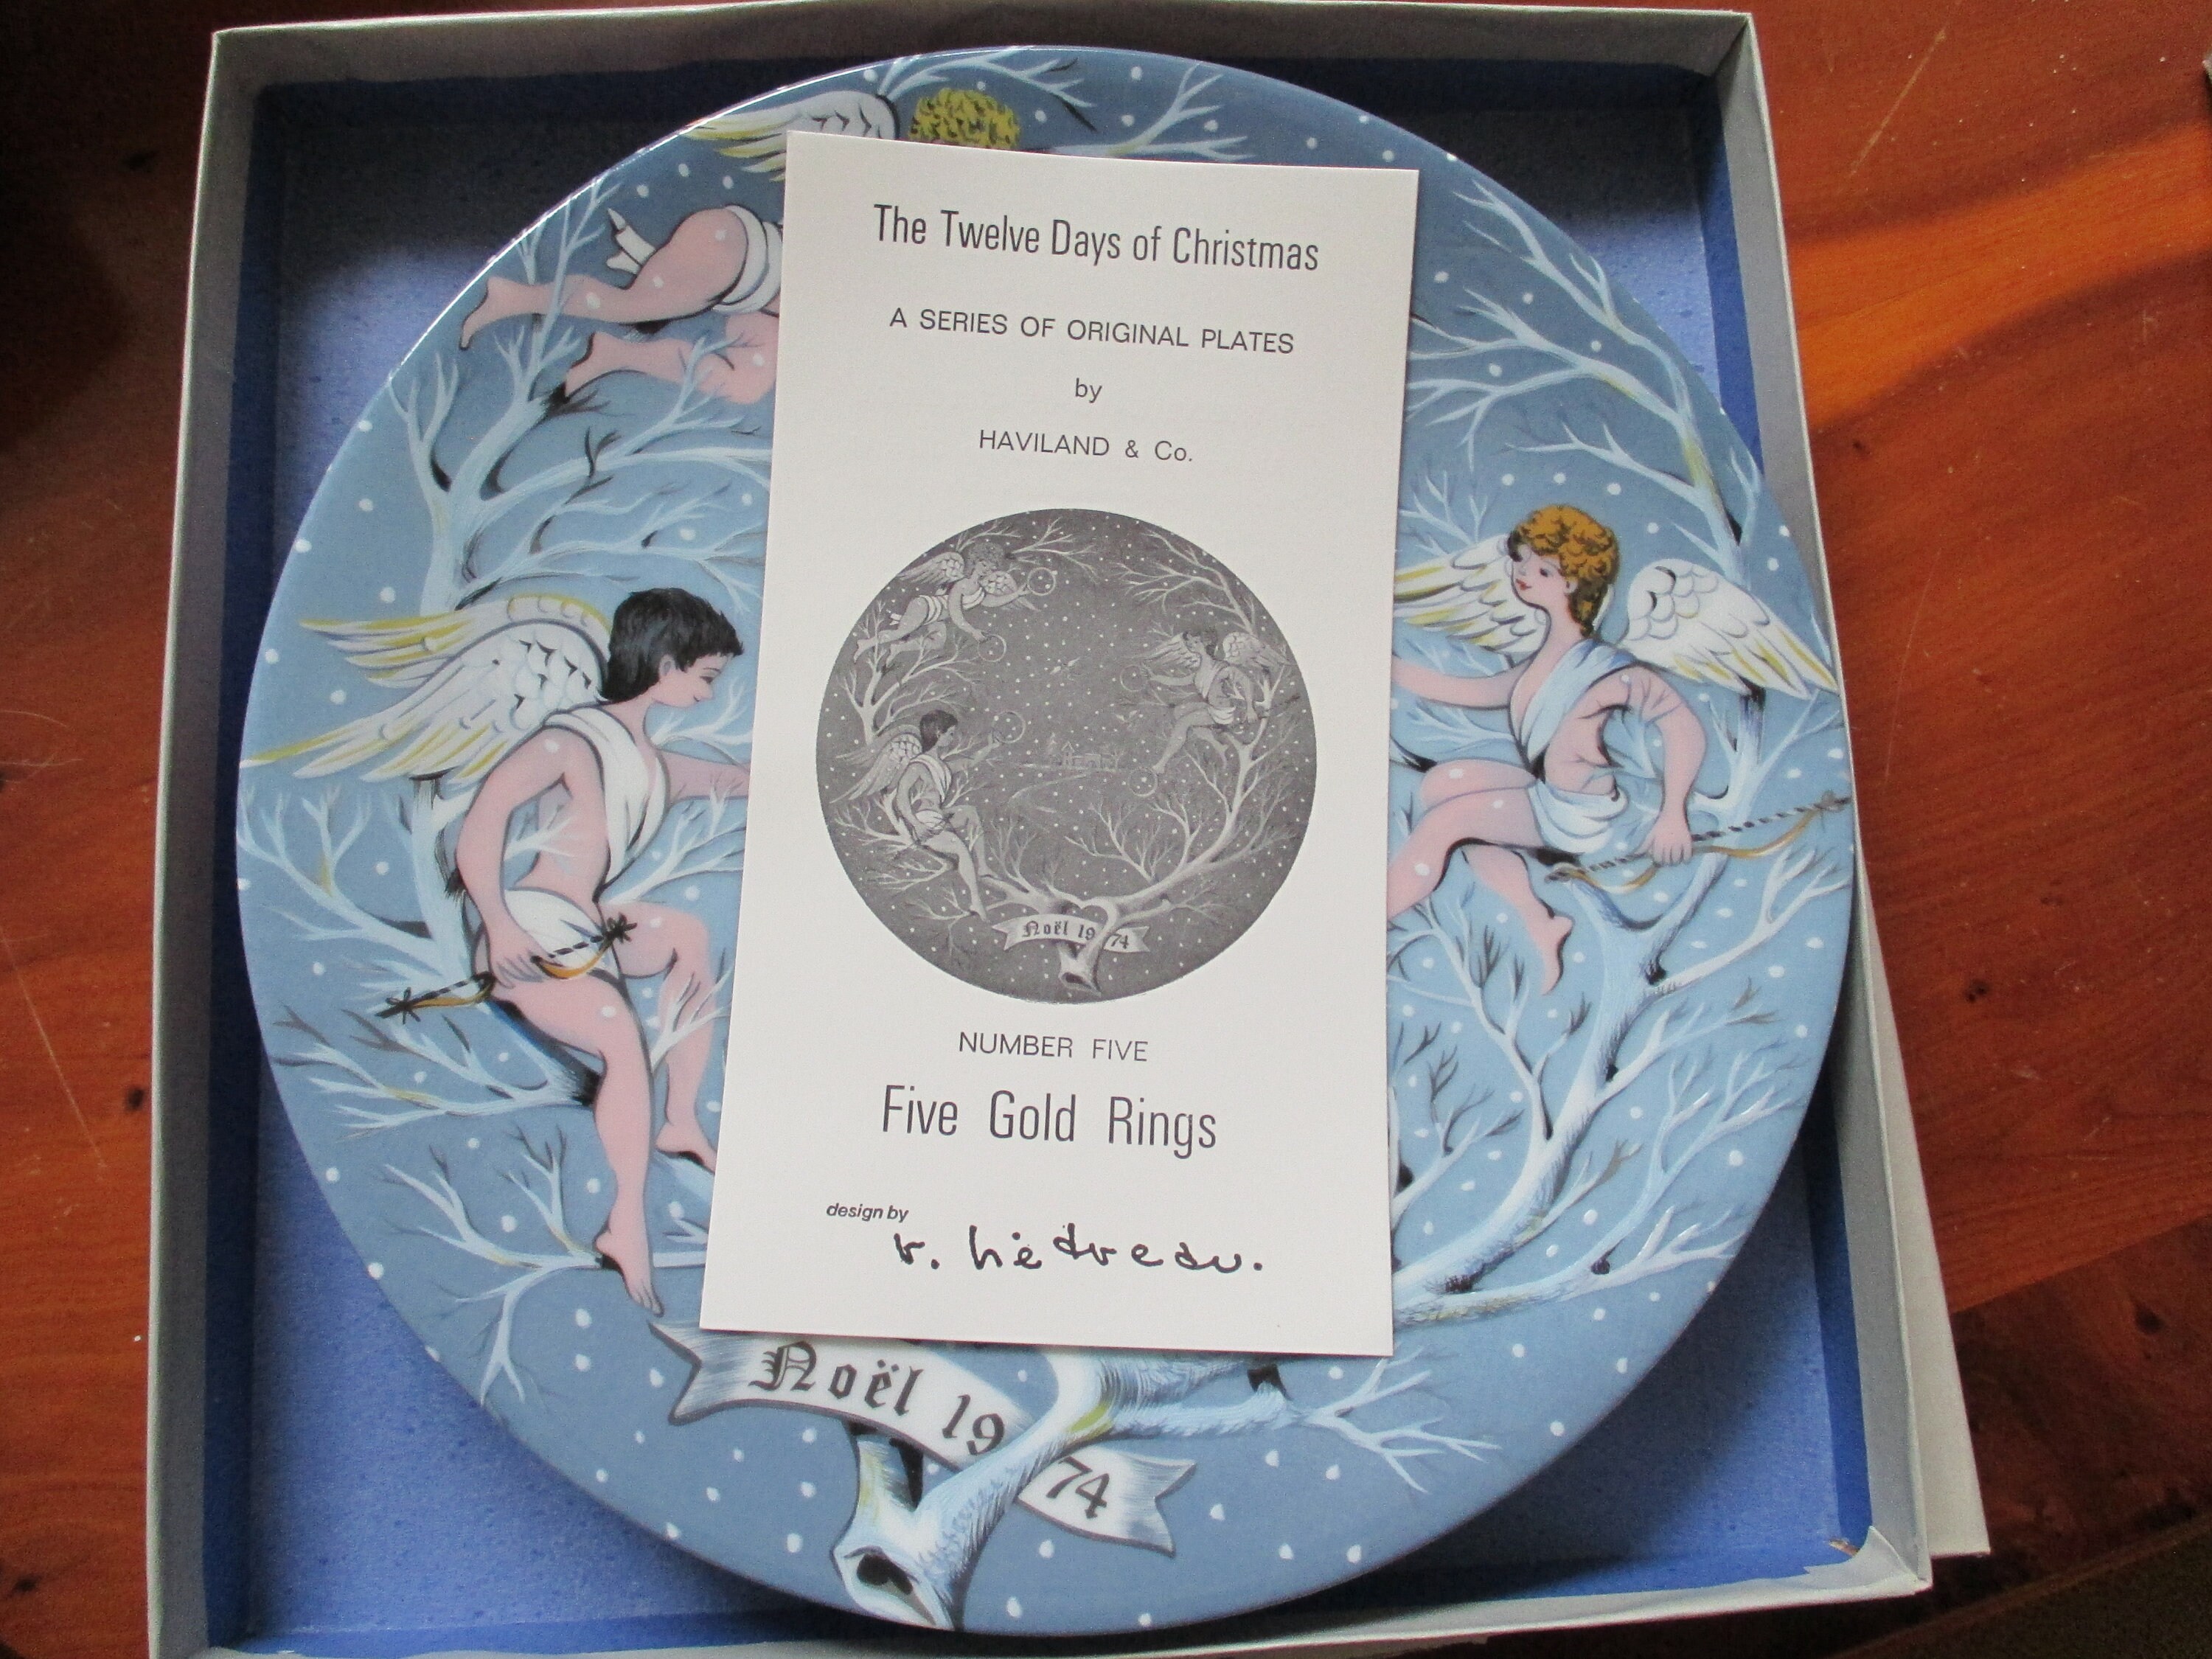 The Twelve Days of Christmas
A SERIES OF ORIGINAL PLATES
by
HAVILAND & Co.
Noël 1974
NUMBER FIVE
Five Gold Rings
design by
r. hetreau.
Noël 1974